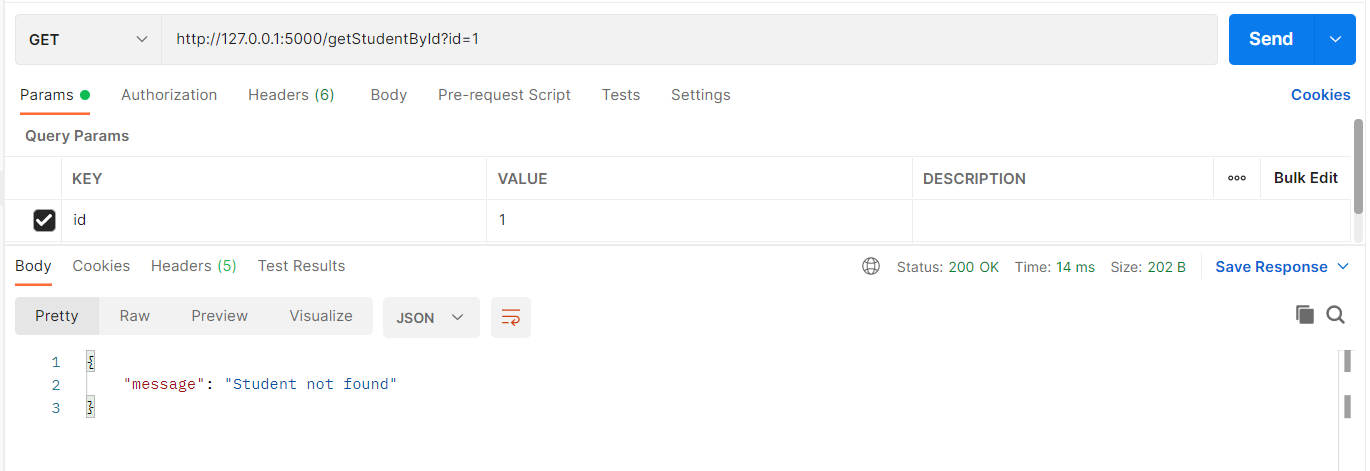 GET http://127.0.0.1:5000/getStudentById?id=1 Send
Params Authorization Headers (6) Body Pre-request Script Tests Settings Cookies
Query Params
KEY VALUE DESCRIPTION ooo Bulk Edit
id 1
Body Cookies Headers (5) Test Results Status: 200 OK Time: 14 ms Size: 202 B Save Response
Pretty Raw Preview Visualize JSON
1 {
2 "message": "Student not found"
3 }